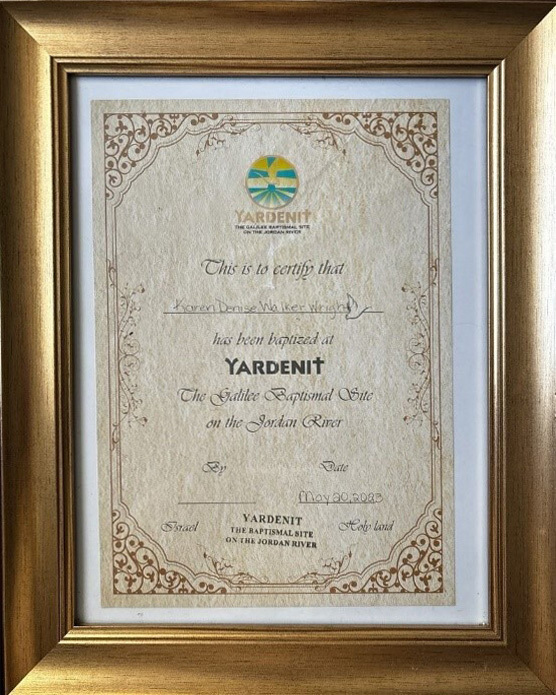 YARDENIT
THE GALILEE BAPTISMAL SITE
ON THE JORDAN RIVER
This is to certify that
Karen Denise Walker Wright
has been baptized at
YARDENIT
The Galilee Baptismal Site
on the Jordan River
By Date
May 20, 2023
Israel Holy land
YARDENIT
THE BAPTISMAL SITE
ON THE JORDAN RIVER